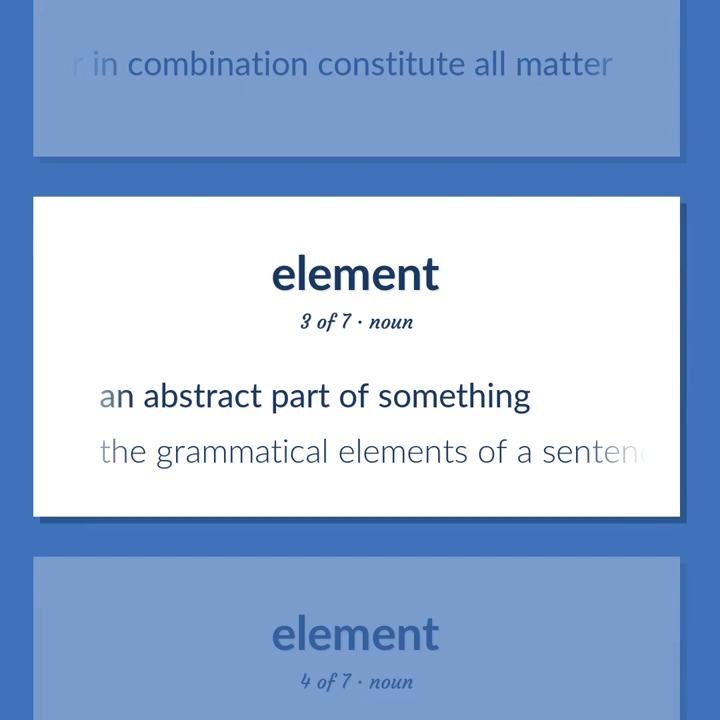 in combination constitute all matter
element
3 of 7 · noun
an abstract part of something
the grammatical elements of a
element
4 of 7 · noun